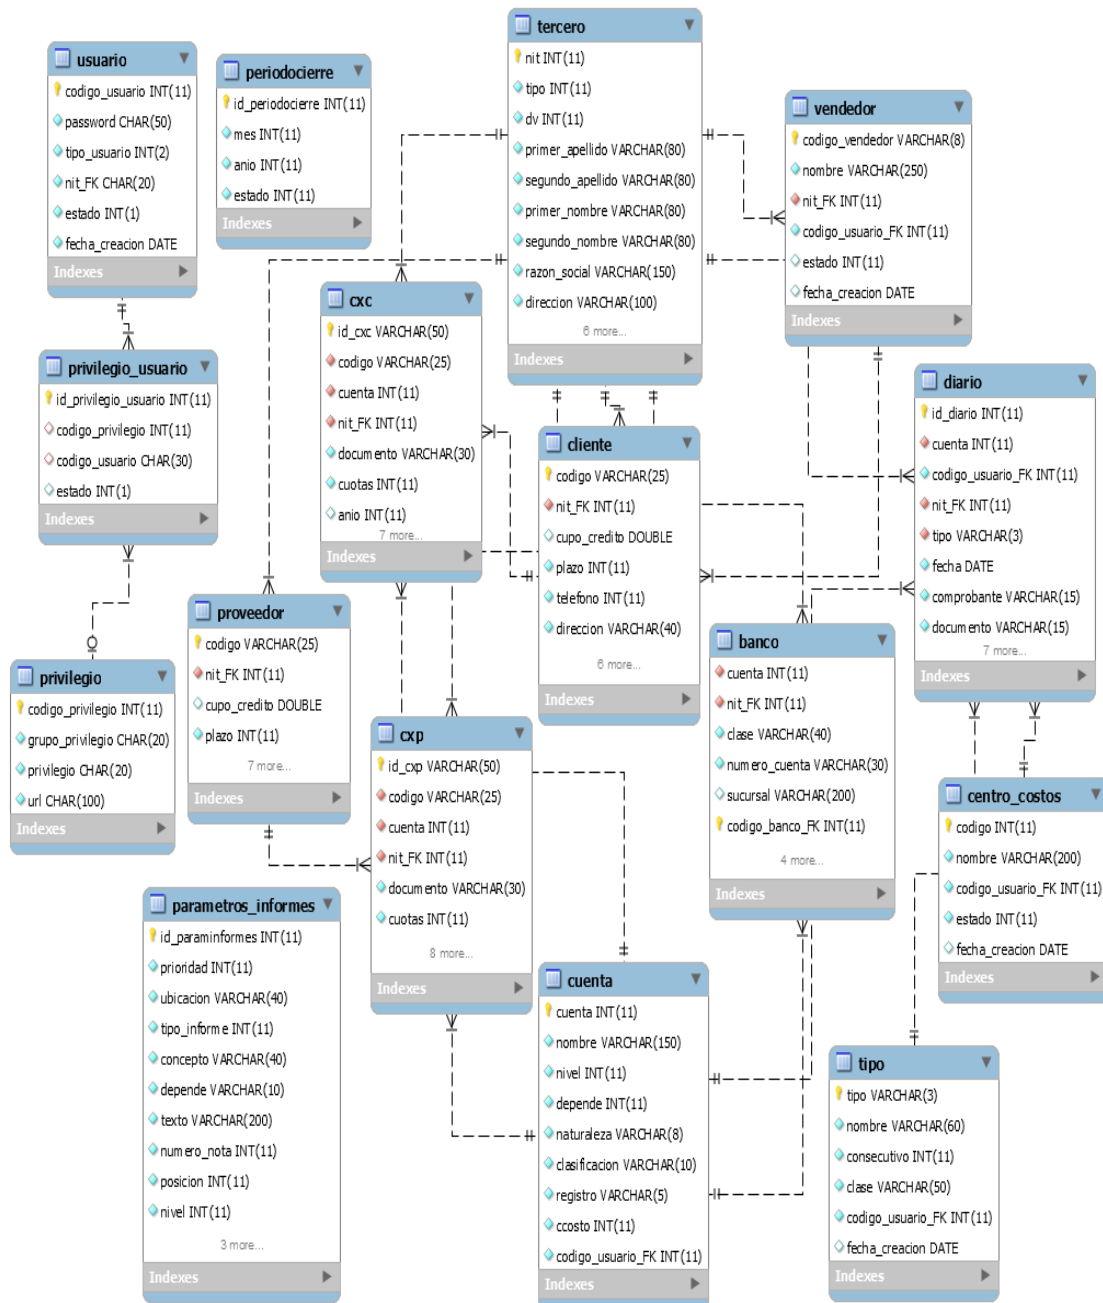 tercero
nit INT(11)
tipo INT(11)
dv INT(11)
primer_apellido VARCHAR(80)
segundo_apellido VARCHAR(80)
primer_nombre VARCHAR(80)
segundo_nombre VARCHAR(80)
razon_social VARCHAR(150)
direccion VARCHAR(100)
6 more...
Indexes
usuario
codigo_usuario INT(11)
password CHAR(50)
tipo_usuario INT(2)
nit_FK CHAR(20)
estado INT(1)
fecha_creacion DATE
Indexes
periodocierre
id_periodocierre INT(11)
mes INT(11)
anio INT(11)
estado INT(11)
Indexes
vendedor
codigo_vendedor VARCHAR(8)
nombre VARCHAR(250)
nit_FK INT(11)
codigo_usuario_FK INT(11)
estado INT(11)
fecha_creacion DATE
Indexes
cxc
id_cxc VARCHAR(50)
codigo VARCHAR(25)
cuenta INT(11)
nit_FK INT(11)
documento VARCHAR(30)
cuotas INT(11)
anio INT(11)
7 more...
Indexes
privilegio_usuario
id_privilegio_usuario INT(11)
codigo_privilegio INT(11)
codigo_usuario CHAR(30)
estado INT(1)
Indexes
diario
id_diario INT(11)
cuenta INT(11)
codigo_usuario_FK INT(11)
nit_FK INT(11)
tipo VARCHAR(3)
fecha DATE
comprobante VARCHAR(15)
documento VARCHAR(15)
7 more...
Indexes
cliente
codigo VARCHAR(25)
nit_FK INT(11)
cupo_credito DOUBLE
plazo INT(11)
telefono INT(11)
direccion VARCHAR(40)
6 more...
Indexes
proveedor
codigo VARCHAR(25)
nit_FK INT(11)
cupo_credito DOUBLE
plazo INT(11)
7 more...
Indexes
banco
cuenta INT(11)
nit_FK INT(11)
clase VARCHAR(40)
numero_cuenta VARCHAR(30)
sucursal VARCHAR(200)
codigo_banco_FK INT(11)
4 more...
Indexes
privilegio
codigo_privilegio INT(11)
grupo_privilegio CHAR(20)
privilegio CHAR(20)
url CHAR(100)
Indexes
cxp
id_cxp VARCHAR(50)
codigo VARCHAR(25)
cuenta INT(11)
nit_FK INT(11)
documento VARCHAR(30)
cuotas INT(11)
8 more...
Indexes
centro_costos
codigo INT(11)
nombre VARCHAR(200)
codigo_usuario_FK INT(11)
estado INT(11)
fecha_creacion DATE
Indexes
parametros_informes
id_paraminformes INT(11)
prioridad INT(11)
ubicacion VARCHAR(40)
tipo_informe INT(11)
concepto VARCHAR(40)
depende VARCHAR(10)
texto VARCHAR(200)
numero_nota INT(11)
posicion INT(11)
nivel INT(11)
3 more...
Indexes
cuenta
cuenta INT(11)
nombre VARCHAR(150)
nivel INT(11)
depende INT(11)
naturaleza VARCHAR(8)
clasificacion VARCHAR(10)
registro VARCHAR(5)
ccosto INT(11)
codigo_usuario_FK INT(11)
Indexes
tipo
tipo VARCHAR(3)
nombre VARCHAR(60)
consecutivo INT(11)
clase VARCHAR(50)
codigo_usuario_FK INT(11)
fecha_creacion DATE
Indexes